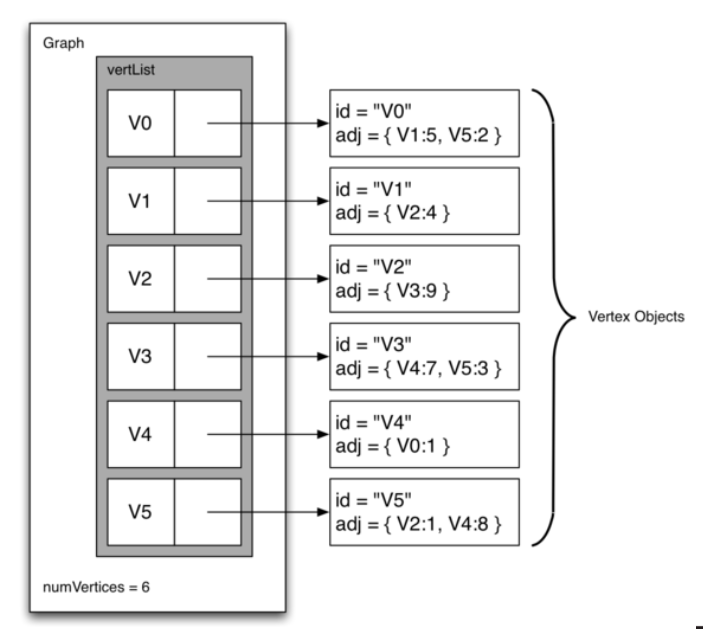 Graph
vertList
V0
id = "V0"
adj = { V1:5, V5:2 }
V1
id = "V1"
adj = { V2:4 }
V2
id = "V2"
adj = { V3:9 }
V3
id = "V3"
adj = { V4:7, V5:3 }
V4
id = "V4"
adj = { V0:1 }
V5
id = "V5"
adj = { V2:1, V4:8 }
Vertex Objects
numVertices = 6